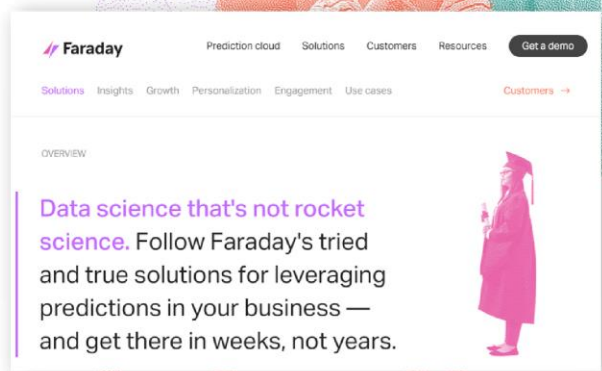 Faraday
Prediction cloud Solutions Customers Resources Get a demo
Solutions Insights Growth Personalization Engagement Use cases Customers →
OVERVIEW
Data science that's not rocket
science. Follow Faraday's tried
and true solutions for leveraging
predictions in your business —
and get there in weeks, not years.